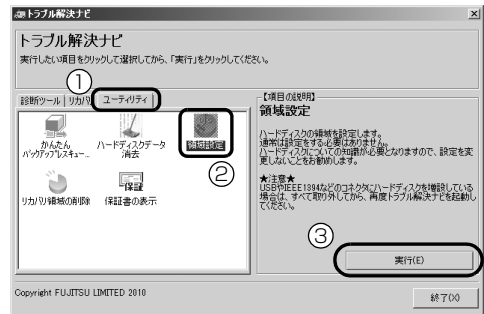 トラブル解決ナビ
トラブル解決ナビ
実行したい項目をクリックして選択してから、「実行」をクリックしてください。
①
診断ツール リカバリ ユーティリティ
かんたん
バックアップレスキュー...
ハードディスクデータ
消去
領域設定
②
リカバリ領域の削除
保証
保証書の表示
【項目の説明】
領域設定
ハードディスクの領域を設定します。
通常は設定をする必要はありません。
ハードディスクについての知識が必要となりますので、設定を変
更しないことをお勧めします。
★注意★
USBやIEEE1394などのコネクタにハードディスクを増設している
場合は、すべて取り外してから、再度トラブル解決ナビを起動し
てください。
③
実行(E)
Copyright FUJITSU LIMITED 2010
終了(X)